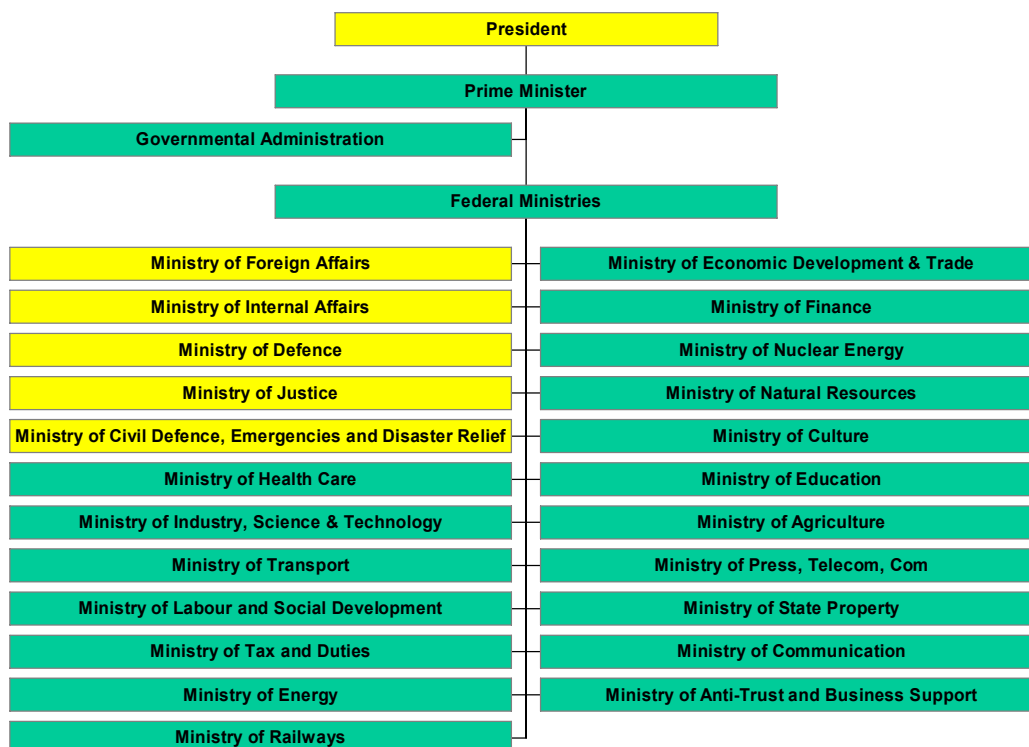 President
Prime Minister
Governmental Administration
Federal Ministries
Ministry of Foreign Affairs
Ministry of Economic Development & Trade
Ministry of Internal Affairs
Ministry of Finance
Ministry of Defence
Ministry of Nuclear Energy
Ministry of Justice
Ministry of Natural Resources
Ministry of Civil Defence, Emergencies and Disaster Relief
Ministry of Culture
Ministry of Health Care
Ministry of Education
Ministry of Industry, Science & Technology
Ministry of Agriculture
Ministry of Transport
Ministry of Press, Telecom, Com
Ministry of Labour and Social Development
Ministry of State Property
Ministry of Tax and Duties
Ministry of Communication
Ministry of Energy
Ministry of Anti-Trust and Business Support
Ministry of Railways